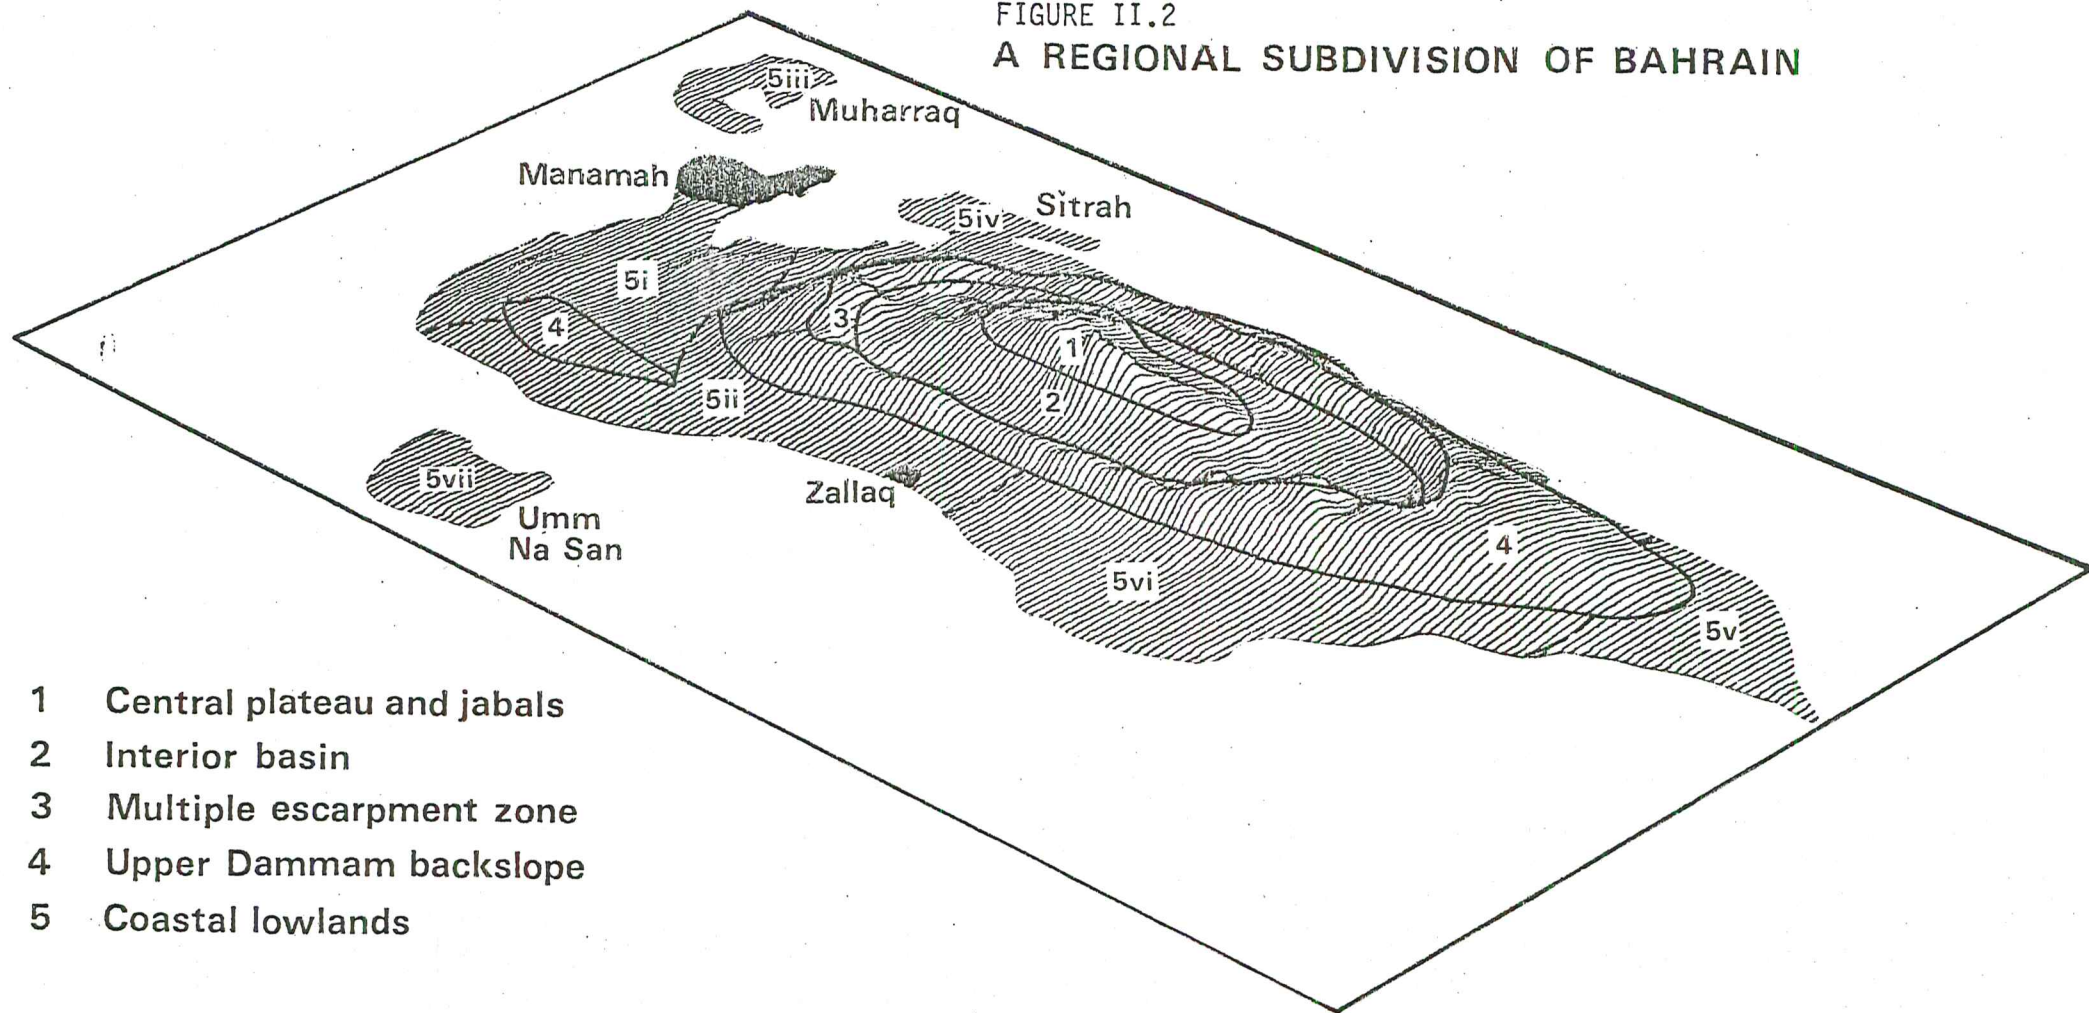 FIGURE II.2
A REGIONAL SUBDIVISION OF BAHRAIN
5iii
Muharraq
Manamah
5iv
Sitrah
5i
4
3
1
2
5ii
5vii
Umm
Na San
Zallaq
4
5vi
5v
1 Central plateau and jabals
2 Interior basin
3 Multiple escarpment zone
4 Upper Dammam backslope
5 Coastal lowlands